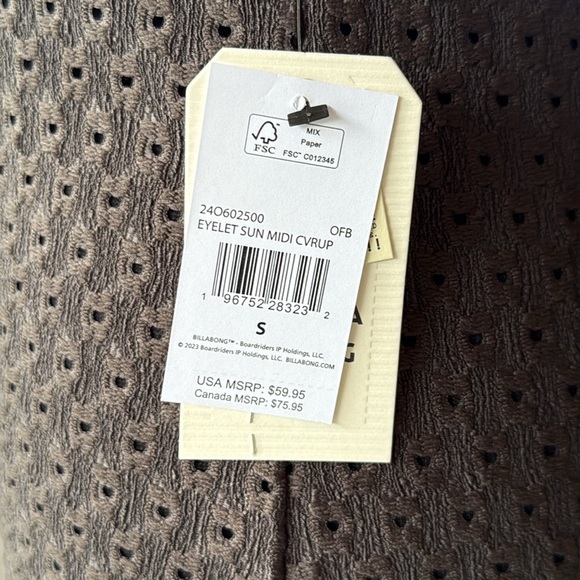 MIX
Paper
FSC™ C012345
FSC
24O602500
OFB
EYELET SUN MIDI CVRUP
1 96752 28323 2
S
BILLABONG™ - Boardriders IP Holdings, LLC.
© 2023 Boardriders IP Holdings, LLC. BILLABONG.COM
USA MSRP: $59.95
Canada MSRP: $75.95
A
G
!